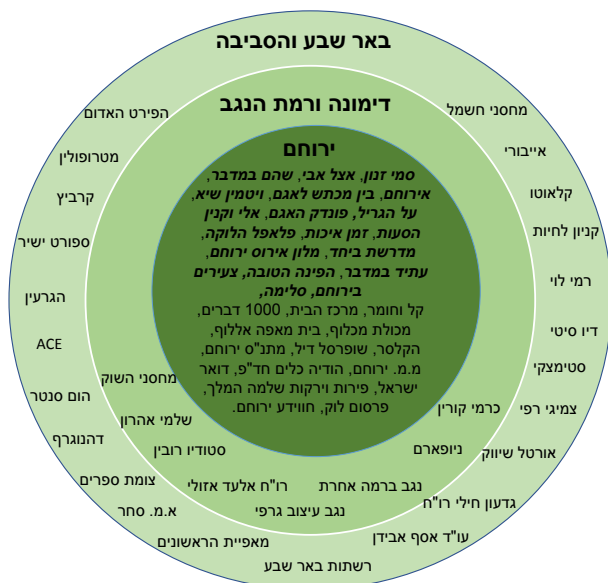 באר שבע והסביבה
דימונה ורמת הנגב
ירוחם
סמי זנון, אצל אבי, שהם במדבר,
אירוחם, בין מכתש לאגם, ויטמין שיא,
על הגריל, פונדק האגם, אלי וקנין
הסעות, זמן איכות, פלאפל הלוקה,
מדרשת ביחד, מלון אירוס ירוחם,
עתיד במדבר, הפינה הטובה, צעירים
בירוחם, סלימה,
קל וחומר, מרכז הבית, 1000 דברים,
מכולת מכלוף, בית מאפה אללוף,
הקלסר, שופרסל דיל, מתנ"ס ירוחם,
מ.מ. ירוחם, הודיה כלים חד"פ, דואר
ישראל, פירות וירקות שלמה המלך,
פרסום לוק, חווידע ירוחם.
מחסני חשמל
אייבורי
קלאוטו
קניון לחיות
רמי לוי
דיו סיטי
סטימצקי
צמיגי רפי
אורטל שיווק
גדעון חילי רו"ח
עו"ד אסף אבידן
רשתות באר שבע
מאפיית הראשונים
א.מ. סחר
צומת ספרים
דהנוגרף
הום סנטר
ACE
הגרעין
ספורט ישיר
קרביץ
מטרופולין
הפירט האדום
כרמי קורין
ניופארם
נגב ברמה אחרת
נגב עיצוב גרפי
רו"ח אלעד אזולי
סטודיו רובין
שלמי אהרון
מחסני השוק